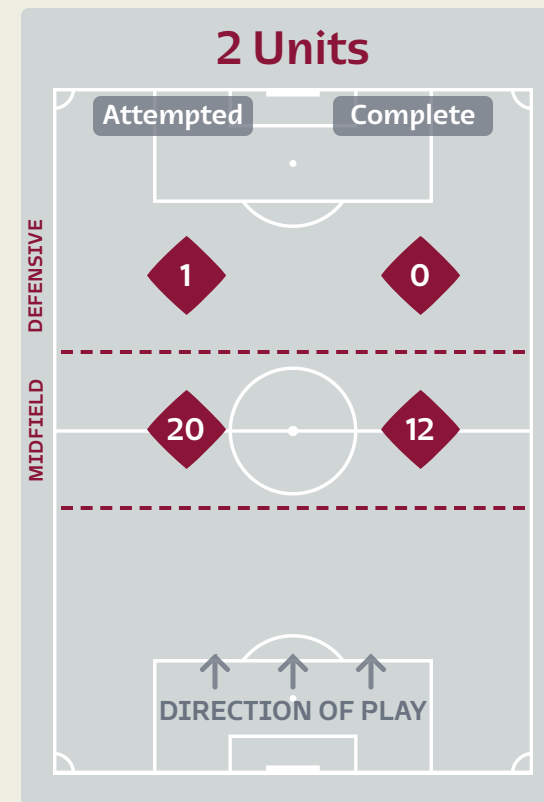 2 Units
Attempted Complete
DEFENSIVE
1 0
MIDFIELD
20 12
DIRECTION OF PLAY